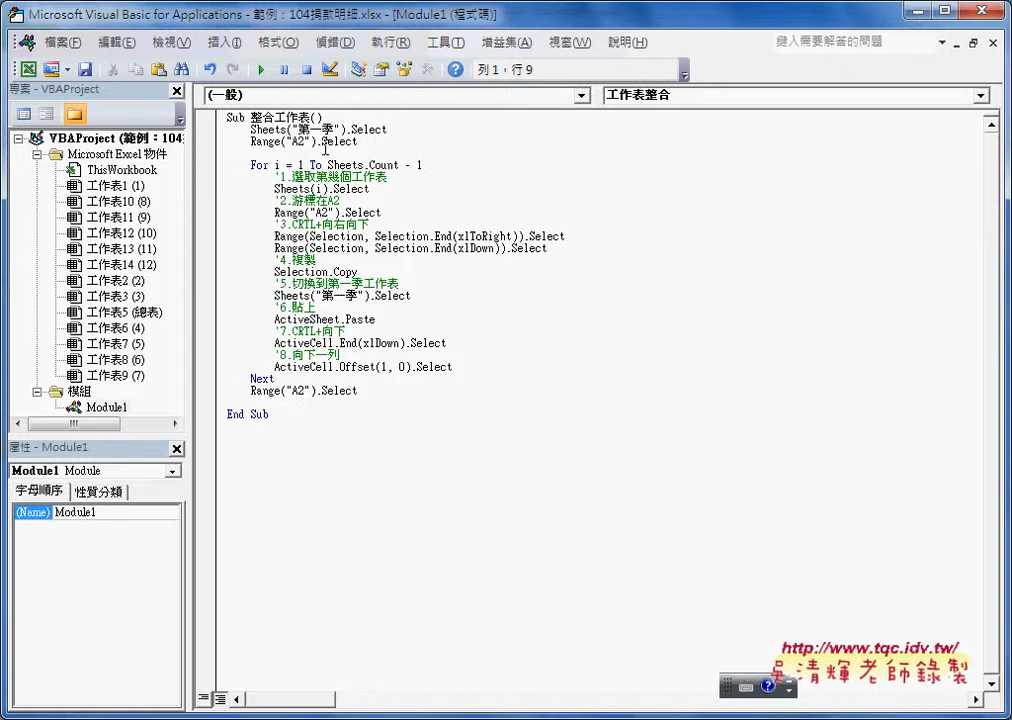 Microsoft Visual Basic for Applications - 範例：104捐款明細.xlsx - [Module1 (程式碼)]
檔案(F) 編輯(E) 檢視(V) 插入(I) 格式(O) 偵錯(D) 執行(R) 工具(T) 增益集(A) 視窗(W) 說明(H)
鍵入需要解答的問題
列 1，行 9
專案 - VBAProject
(一般)
工作表整合
VBAProject (範例：104
Microsoft Excel 物件
ThisWorkbook
工作表1 (1)
工作表10 (8)
工作表11 (9)
工作表12 (10)
工作表13 (11)
工作表14 (12)
工作表2 (2)
工作表3 (3)
工作表5 (總表)
工作表6 (4)
工作表7 (5)
工作表8 (6)
工作表9 (7)
模組
Module1
Sub 整合工作表()
Sheets("第一季").Select
Range("A2").Select
For i = 1 To Sheets.Count - 1
'1.選取第幾個工作表
Sheets(i).Select
'2.游標在A2
Range("A2").Select
'3.CRTL+向右向下
Range(Selection, Selection.End(xlToRight)).Select
Range(Selection, Selection.End(xlDown)).Select
'4.複製
Selection.Copy
'5.切換到第一季工作表
Sheets("第一季").Select
'6.貼上
ActiveSheet.Paste
'7.CRTL+向下
ActiveCell.End(xlDown).Select
'8.向下一列
ActiveCell.Offset(1, 0).Select
Next
Range("A2").Select
End Sub
屬性 - Module1
Module1 Module
字母順序 性質分類
(Name) Module1
http://www.tqc.idv.tw/
吳清輝老師錄製